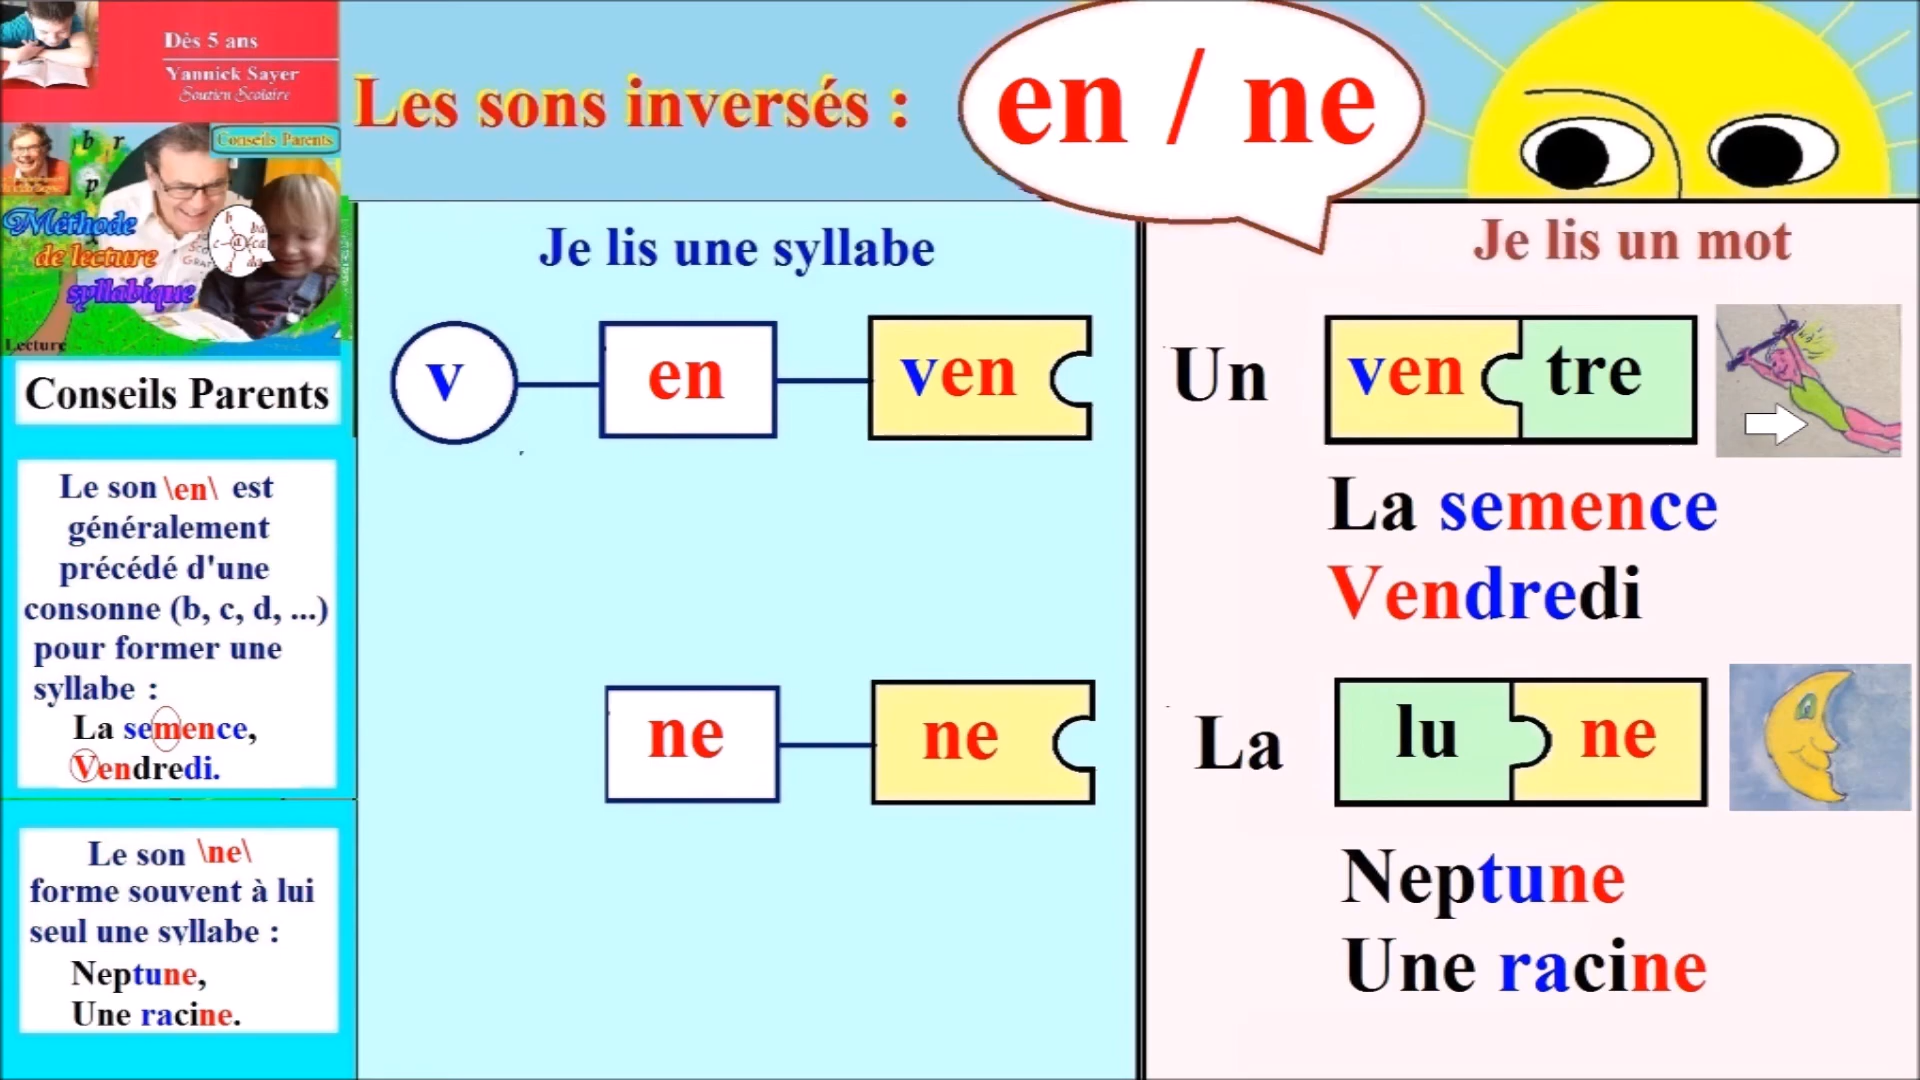 Dès 5 ans
Yannick Sayer
Soutien Scolaire
Conseils Parents
b r
p
Méthode
de lecture
syllabique
Lecture
Conseils Parents
Le son \en\ est
généralement
précédé d'une
consonne (b, c, d, ...)
pour former une
syllabe :
La semence,
Vendredi.
Le son \ne\
forme souvent à lui
seul une syllabe :
Neptune,
Une racine.
Les sons inversés :
en / ne
Je lis une syllabe
v en ven
ne ne
Je lis un mot
Un ven tre
La semence
Vendredi
La lu ne
Neptune
Une racine